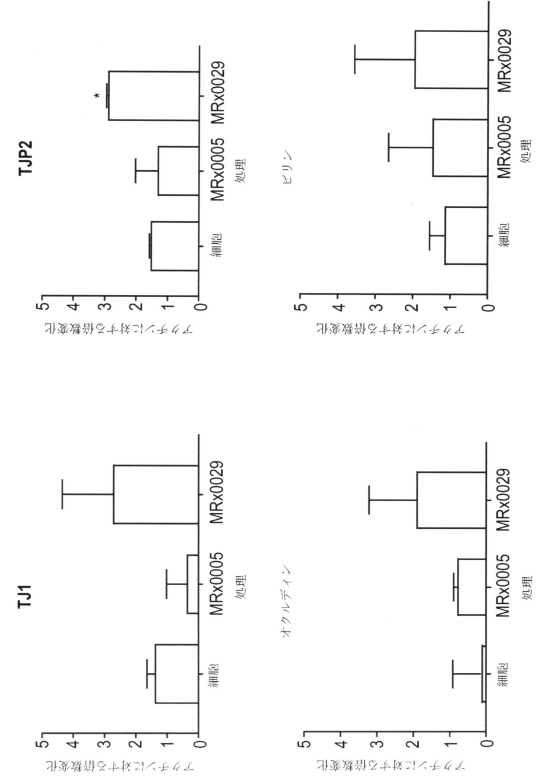 TJ1
アクチンに対する倍数変化
5
4
3
2
1
0
細胞
MRx0005
MRx0029
処理
TJP2
アクチンに対する倍数変化
5
4
3
2
1
0
*
細胞
MRx0005
MRx0029
処理
オクルディン
アクチンに対する倍数変化
5
4
3
2
1
0
細胞
MRx0005
MRx0029
処理
ビリン
アクチンに対する倍数変化
5
4
3
2
1
0
細胞
MRx0005
MRx0029
処理